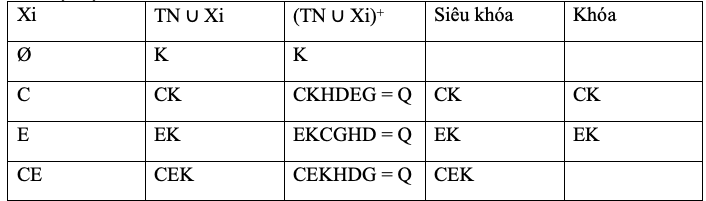 Xi TN ∪ Xi (TN ∪ Xi)⁺ Siêu khóa Khóa
Ø K K
C CK CKHDEG = Q CK CK
E EK EKCGHD = Q EK EK
CE CEK CEKHDG = Q CEK